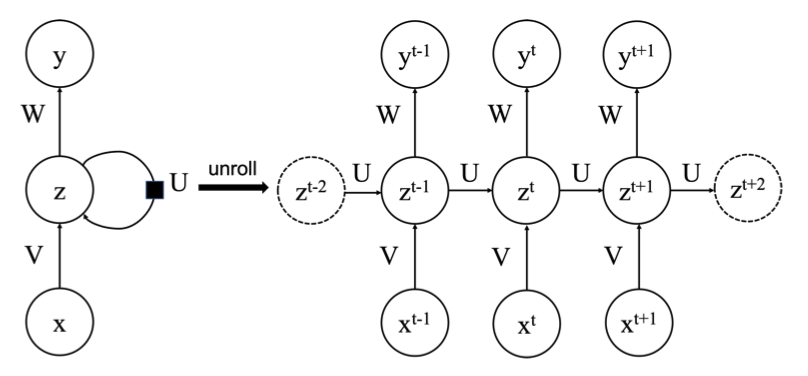 y
W
z
U
V
x
unroll
y^t-1
y^t
y^t+1
W
W
W
z^t-2
U
z^t-1
U
z^t
U
z^t+1
U
z^t+2
V
V
V
x^t-1
x^t
x^t+1